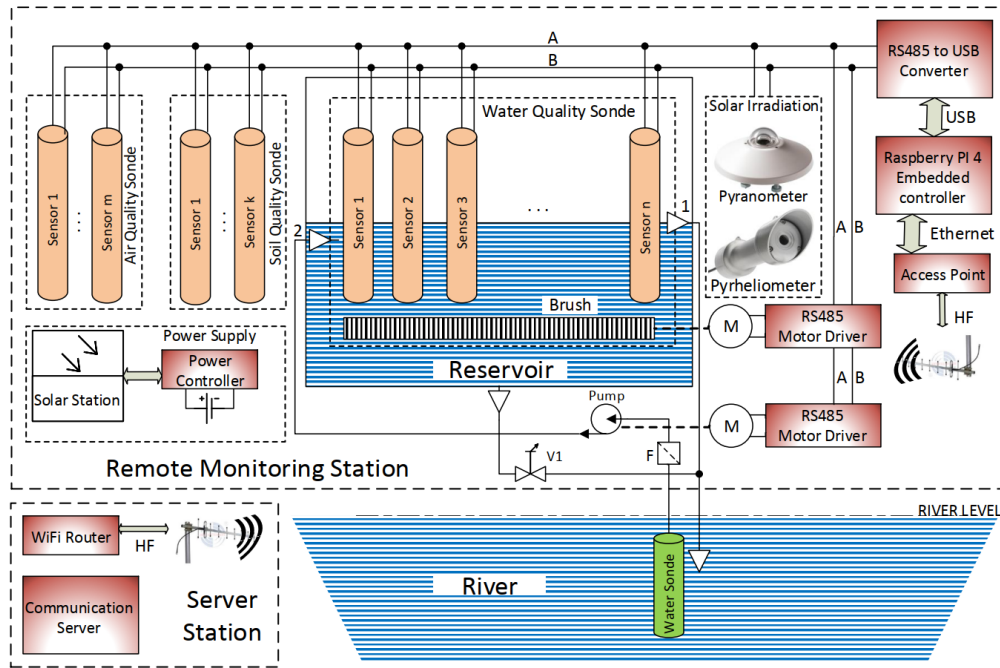 A
B
RS485 to USB
Converter
USB
Raspberry PI 4
Embedded
controller
Ethernet
Access Point
HF
Sensor 1
. . .
Sensor m
Air Quality Sonde
Sensor 1
. . .
Sensor k
Soil Quality Sonde
Water Quality Sonde
Sensor 1
Sensor 2
Sensor 3
. . .
Sensor n
1
2
Solar Irradiation
Pyranometer
Pyrheliometer
A
B
Brush
M
RS485
Motor Driver
A
B
Reservoir
Power Supply
Power
Controller
+
-
Solar Station
Pump
M
RS485
Motor Driver
V1
F
Remote Monitoring Station
RIVER LEVEL
WiFi Router
HF
Communication
Server
Server
Station
River
Water Sonde